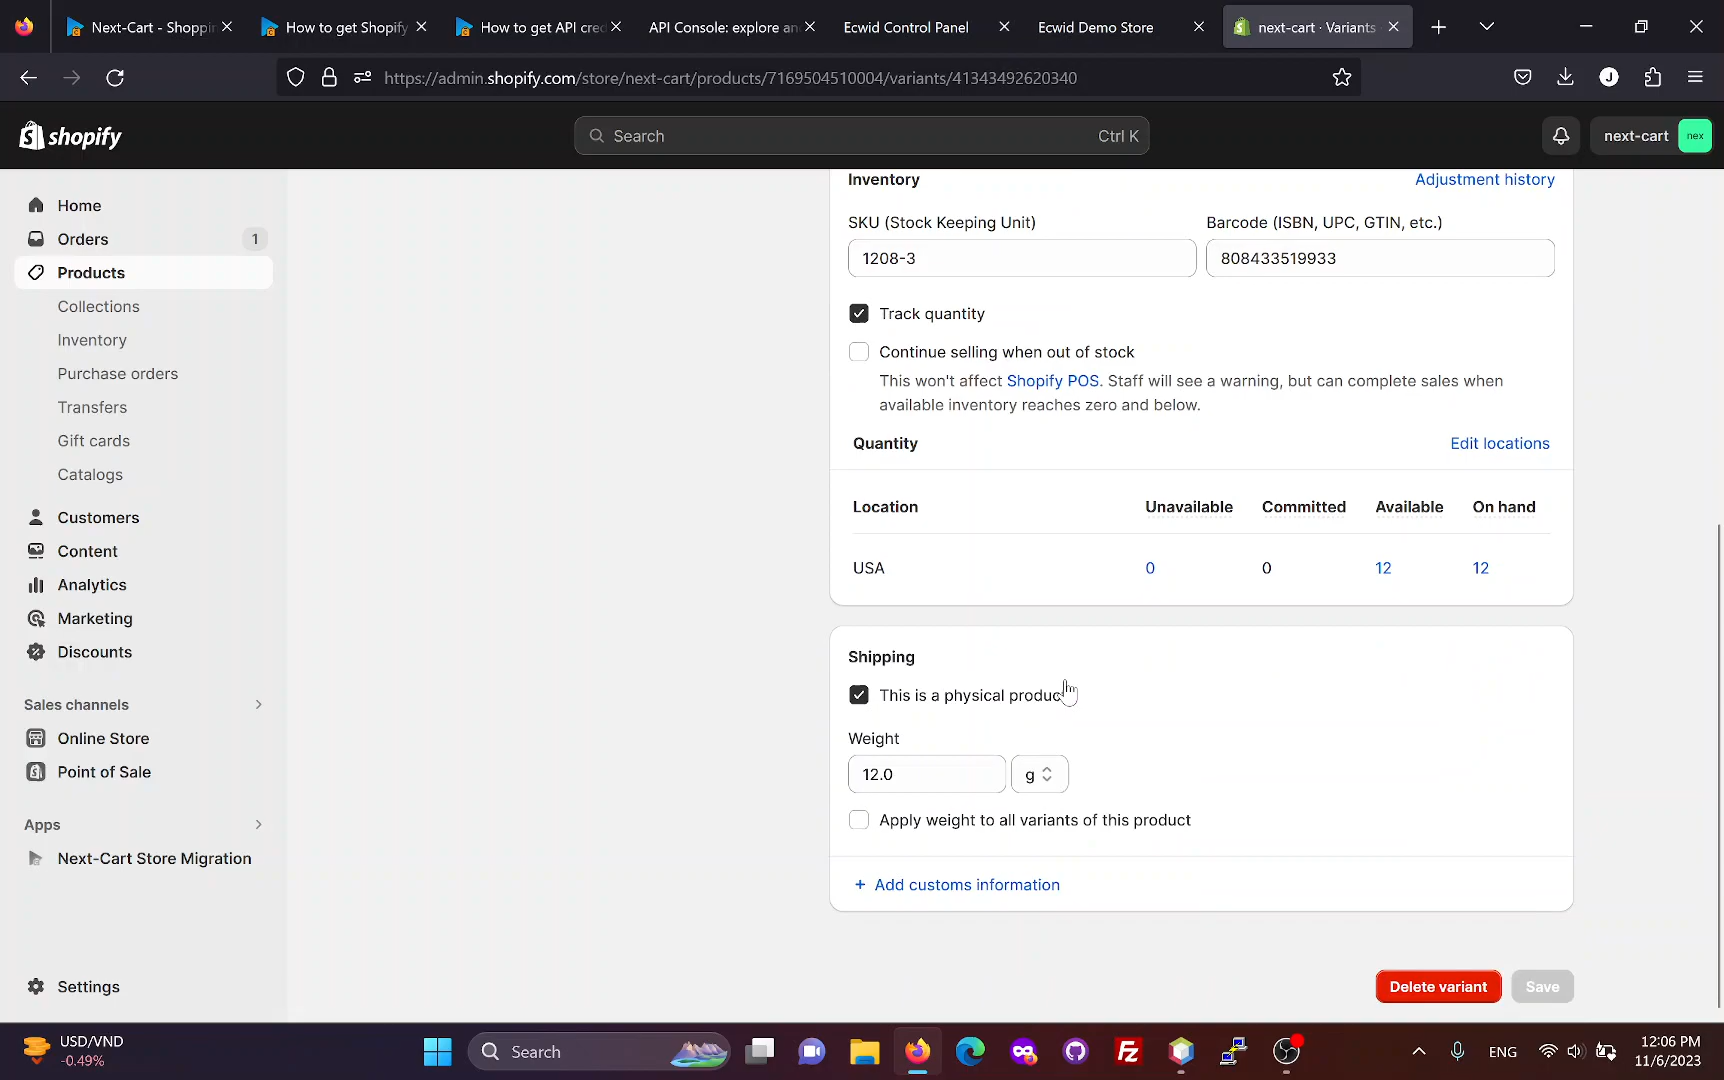 Next-Cart - Shoppin
How to get Shopify
How to get API cred
API Console: explore an
Ecwid Control Panel
Ecwid Demo Store
next-cart · Variants
https://admin.shopify.com/store/next-cart/products/7169504510004/variants/41343492620340
J
shopify
Search
Ctrl K
next-cart
nex
Home
Orders
1
Products
Collections
Inventory
Purchase orders
Transfers
Gift cards
Catalogs
Customers
Content
Analytics
Marketing
Discounts
Sales channels
Online Store
Point of Sale
Apps
Next-Cart Store Migration
Settings
Inventory
Adjustment history
SKU (Stock Keeping Unit)
Barcode (ISBN, UPC, GTIN, etc.)
1208-3
808433519933
Track quantity
Continue selling when out of stock
This won't affect Shopify POS. Staff will see a warning, but can complete sales when
available inventory reaches zero and below.
Quantity
Edit locations
Location
Unavailable
Committed
Available
On hand
USA
0
0
12
12
Shipping
This is a physical produc
Weight
12.0
g
Apply weight to all variants of this product
+ Add customs information
Delete variant
Save
USD/VND
-0.49%
Search
FZ
ENG
12:06 PM
11/6/2023